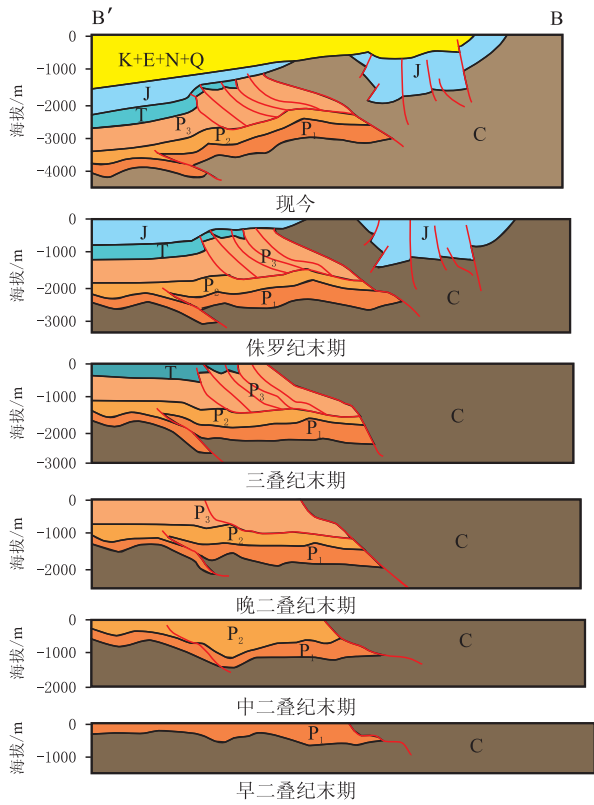 B′ B
0
-1000
-2000
-3000
-4000
海拔/m
K+E+N+Q
J
T
P3
P2
P1
J
C
现今
0
-1000
-2000
-3000
海拔/m
J
T
P3
P2
P1
J
C
侏罗纪末期
0
-1000
-2000
-3000
海拔/m
T
P3
P2
P1
C
三叠纪末期
0
-1000
-2000
海拔/m
P3
P2
P1
C
晚二叠纪末期
0
-1000
-2000
海拔/m
P2
P1
C
中二叠纪末期
0
-1000
海拔/m
P1
C
早二叠纪末期